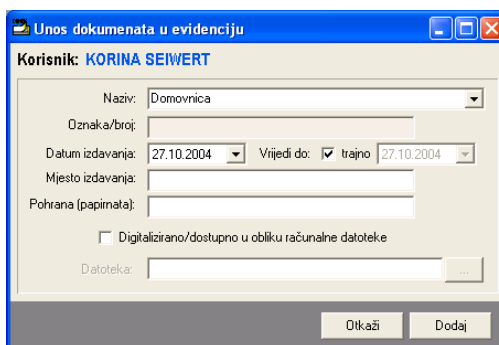 Unos dokumenata u evidenciju
Korisnik: KORINA SEIWERT
Naziv: Domovnica
Oznaka/broj:
Datum izdavanja: 27.10.2004 Vrijedi do: trajno 27.10.2004
Mjesto izdavanja:
Pohrana (papirnata):
Digitalizirano/dostupno u obliku računalne datoteke
Datoteka: ...
Otkaži Dodaj